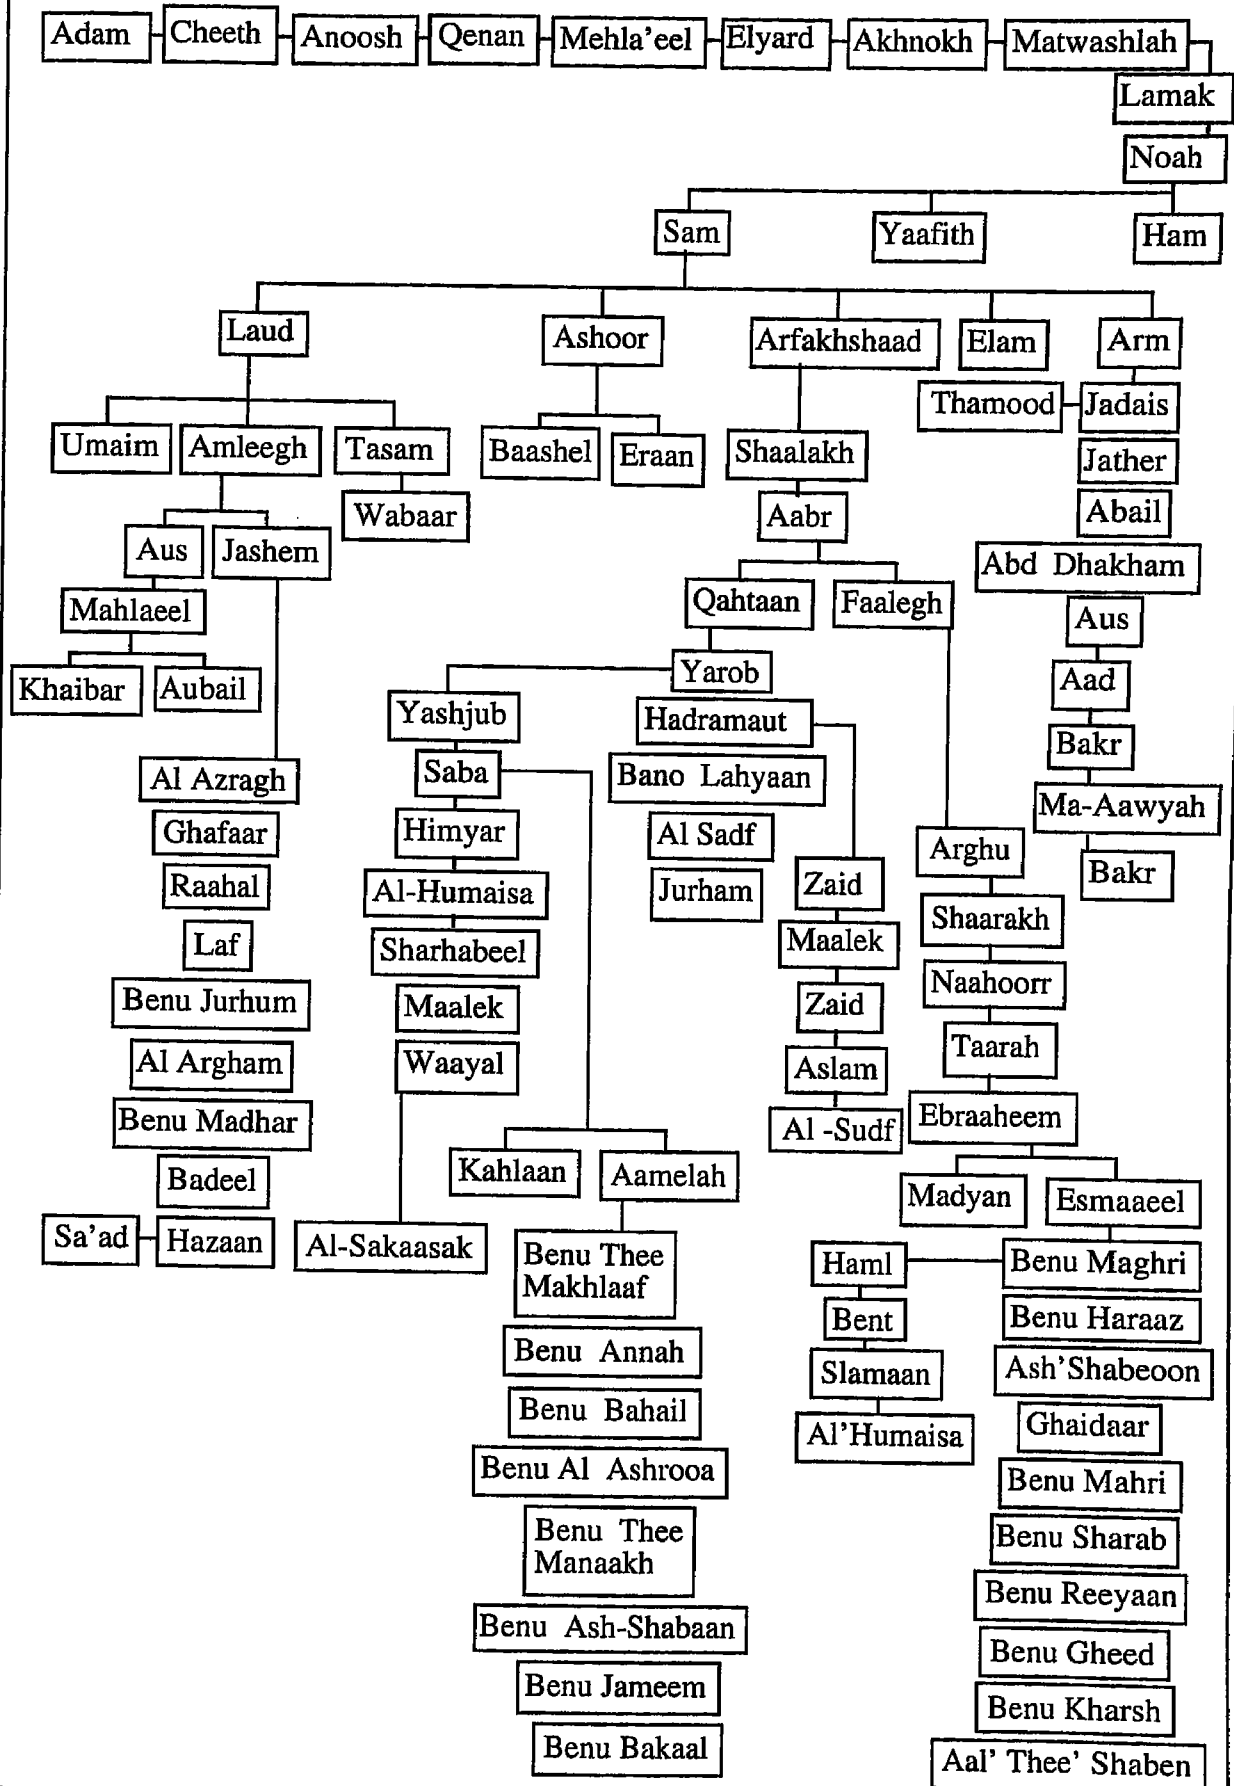 Adam
Cheeth
Anoosh
Qenan
Mehla'eel
Elyard
Akhnokh
Matwashlah
Lamak
Noah
Sam
Yaafith
Ham
Laud
Ashoor
Arfakhshaad
Elam
Arm
Thamood
Jadais
Umaim
Amleegh
Tasam
Baashel
Eraan
Shaalakh
Jather
Wabaar
Aabr
Abail
Aus
Jashem
Abd Dhakham
Mahlaeel
Qahtaan
Faalegh
Aus
Khaibar
Aubail
Yarob
Aad
Yashjub
Hadramaut
Bakr
Al Azragh
Saba
Bano Lahyaan
Ma-Aawyah
Ghafaar
Himyar
Al Sadf
Arghu
Bakr
Raahal
Al-Humaisa
Jurham
Zaid
Shaarakh
Laf
Sharhabeel
Maalek
Naahoorr
Benu Jurhum
Maalek
Zaid
Taarah
Al Argham
Waayal
Aslam
Ebraaheem
Benu Madhar
Al -Sudf
Badeel
Kahlaan
Aamelah
Madyan
Esmaaeel
Sa'ad
Hazaan
Al-Sakaasak
Benu Thee
Makhlaaf
Haml
Benu Maghri
Bent
Benu Haraaz
Benu Annah
Slamaan
Ash'Shabeoon
Benu Bahail
Al'Humaisa
Ghaidaar
Benu Al Ashrooa
Benu Mahri
Benu Thee
Manaakh
Benu Sharab
Benu Reeyaan
Benu Ash-Shabaan
Benu Gheed
Benu Jameem
Benu Kharsh
Benu Bakaal
Aal' Thee' Shaben